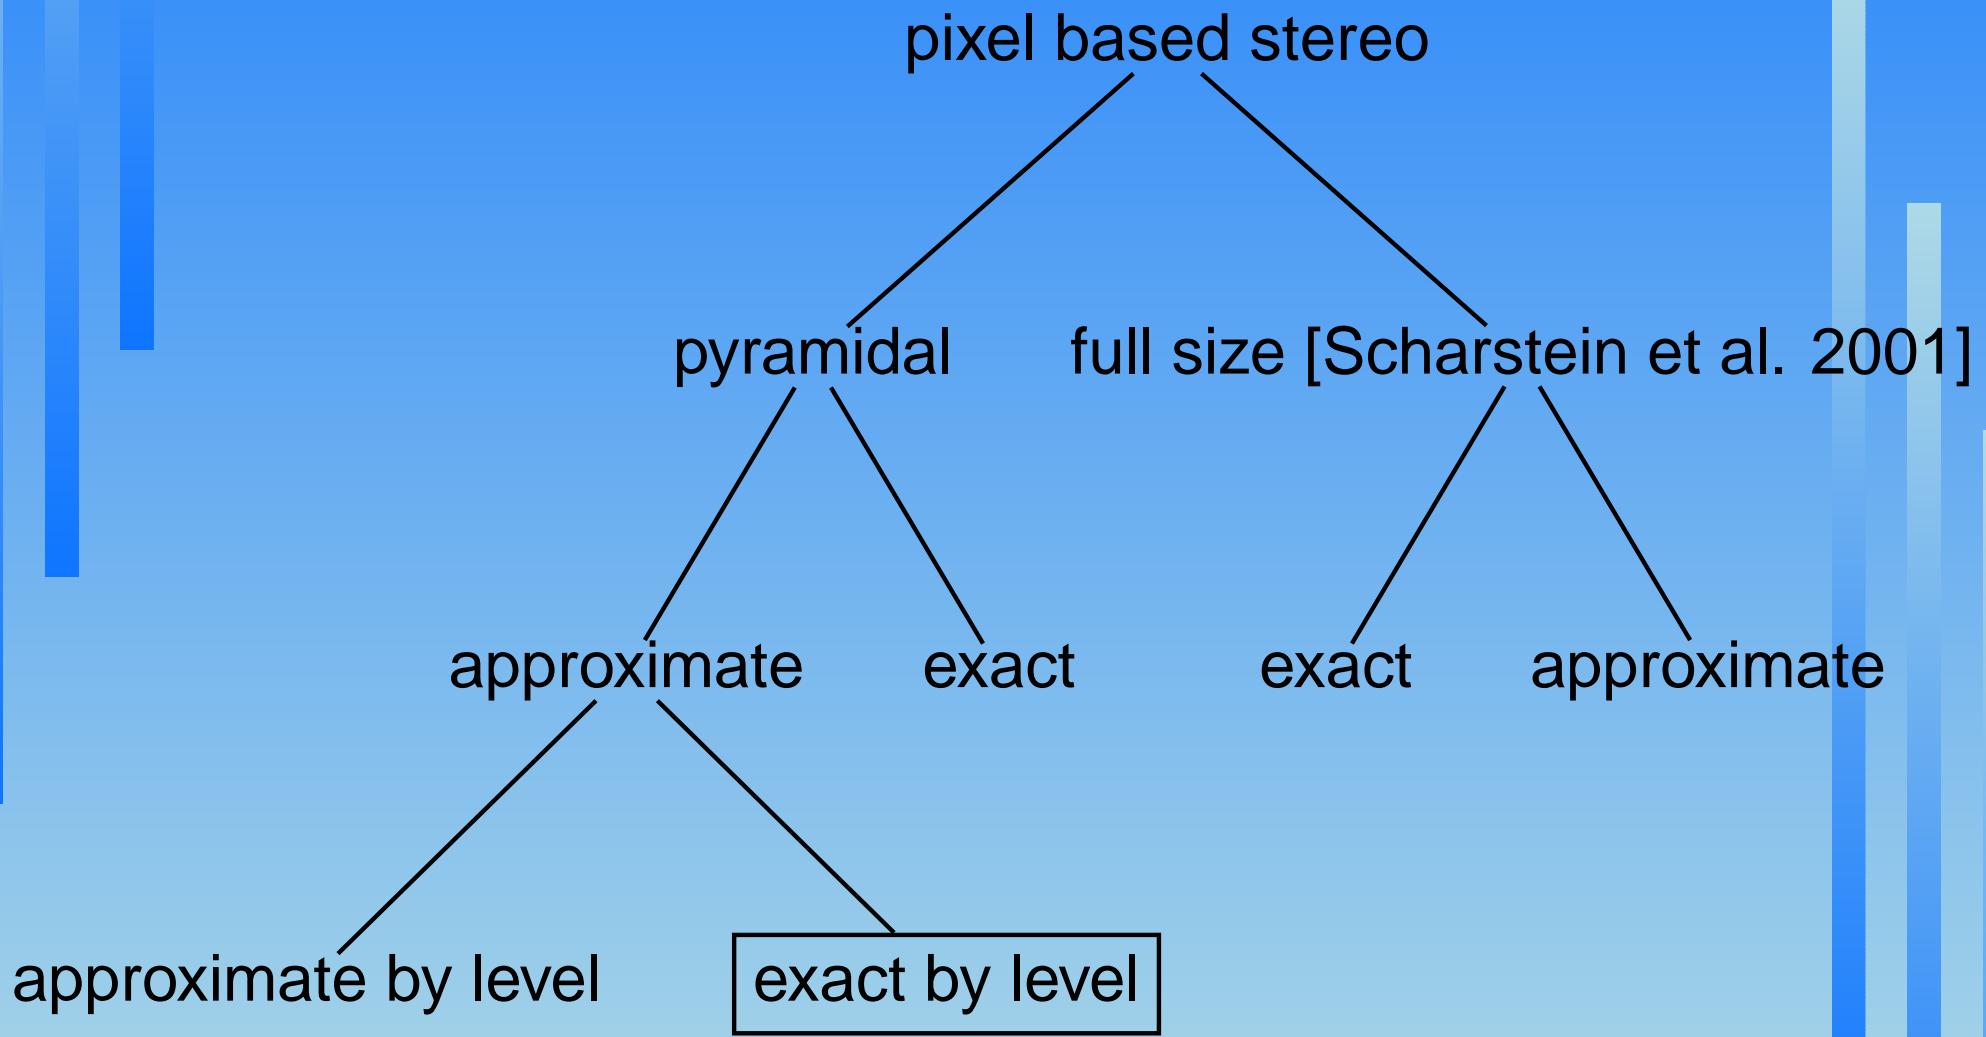 pixel based stereo
pyramidal full size [Scharstein et al. 2001]
approximate exact exact approximate
approximate by level exact by level